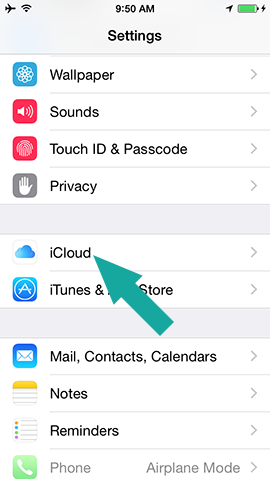 9:50 AM
Settings
Wallpaper
Sounds
Touch ID & Passcode
Privacy
iCloud
iTunes & Store
Mail, Contacts, Calendars
Notes
Reminders
Phone Airplane Mode